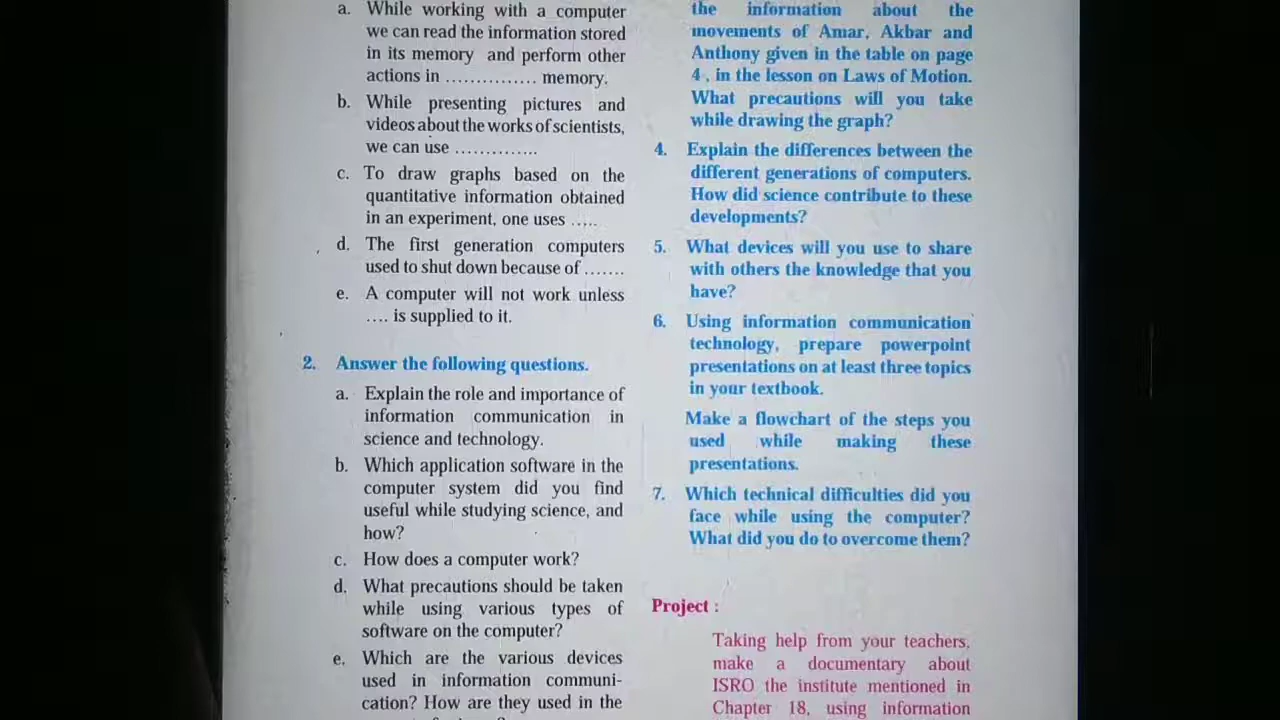 a. While working with a computer
we can read the information stored
in its memory and perform other
actions in .............. memory.
b. While presenting pictures and
videos about the works of scientists,
we can use ..............
c. To draw graphs based on the
quantitative information obtained
in an experiment, one uses .....
d. The first generation computers
used to shut down because of .......
e. A computer will not work unless
.... is supplied to it.
2. Answer the following questions.
a. Explain the role and importance of
information communication in
science and technology.
b. Which application software in the
computer system did you find
useful while studying science, and
how?
c. How does a computer work?
d. What precautions should be taken
while using various types of
software on the computer?
e. Which are the various devices
used in information communi-
cation? How are they used in the
the information about the
movements of Amar, Akbar and
Anthony given in the table on page
4 , in the lesson on Laws of Motion.
What precautions will you take
while drawing the graph?
4. Explain the differences between the
different generations of computers.
How did science contribute to these
developments?
5. What devices will you use to share
with others the knowledge that you
have?
6. Using information communication
technology, prepare powerpoint
presentations on at least three topics
in your textbook.
Make a flowchart of the steps you
used while making these
presentations.
7. Which technical difficulties did you
face while using the computer?
What did you do to overcome them?
Project :
Taking help from your teachers,
make a documentary about
ISRO the institute mentioned in
Chapter 18, using information